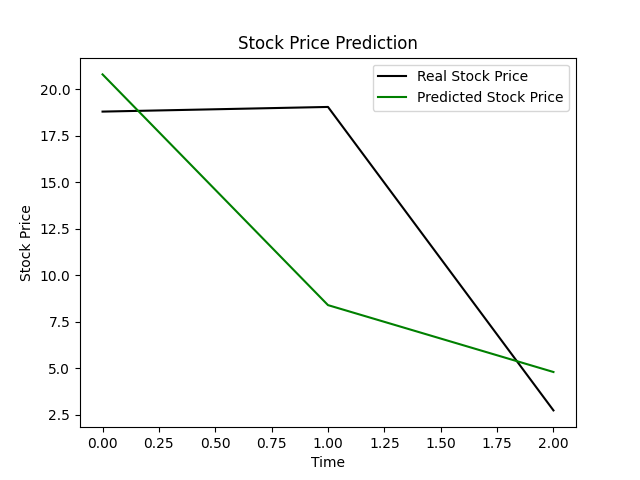 Stock Price Prediction
Real Stock Price
Predicted Stock Price
Stock Price
20.0
17.5
15.0
12.5
10.0
7.5
5.0
2.5
0.00 0.25 0.50 0.75 1.00 1.25 1.50 1.75 2.00
Time